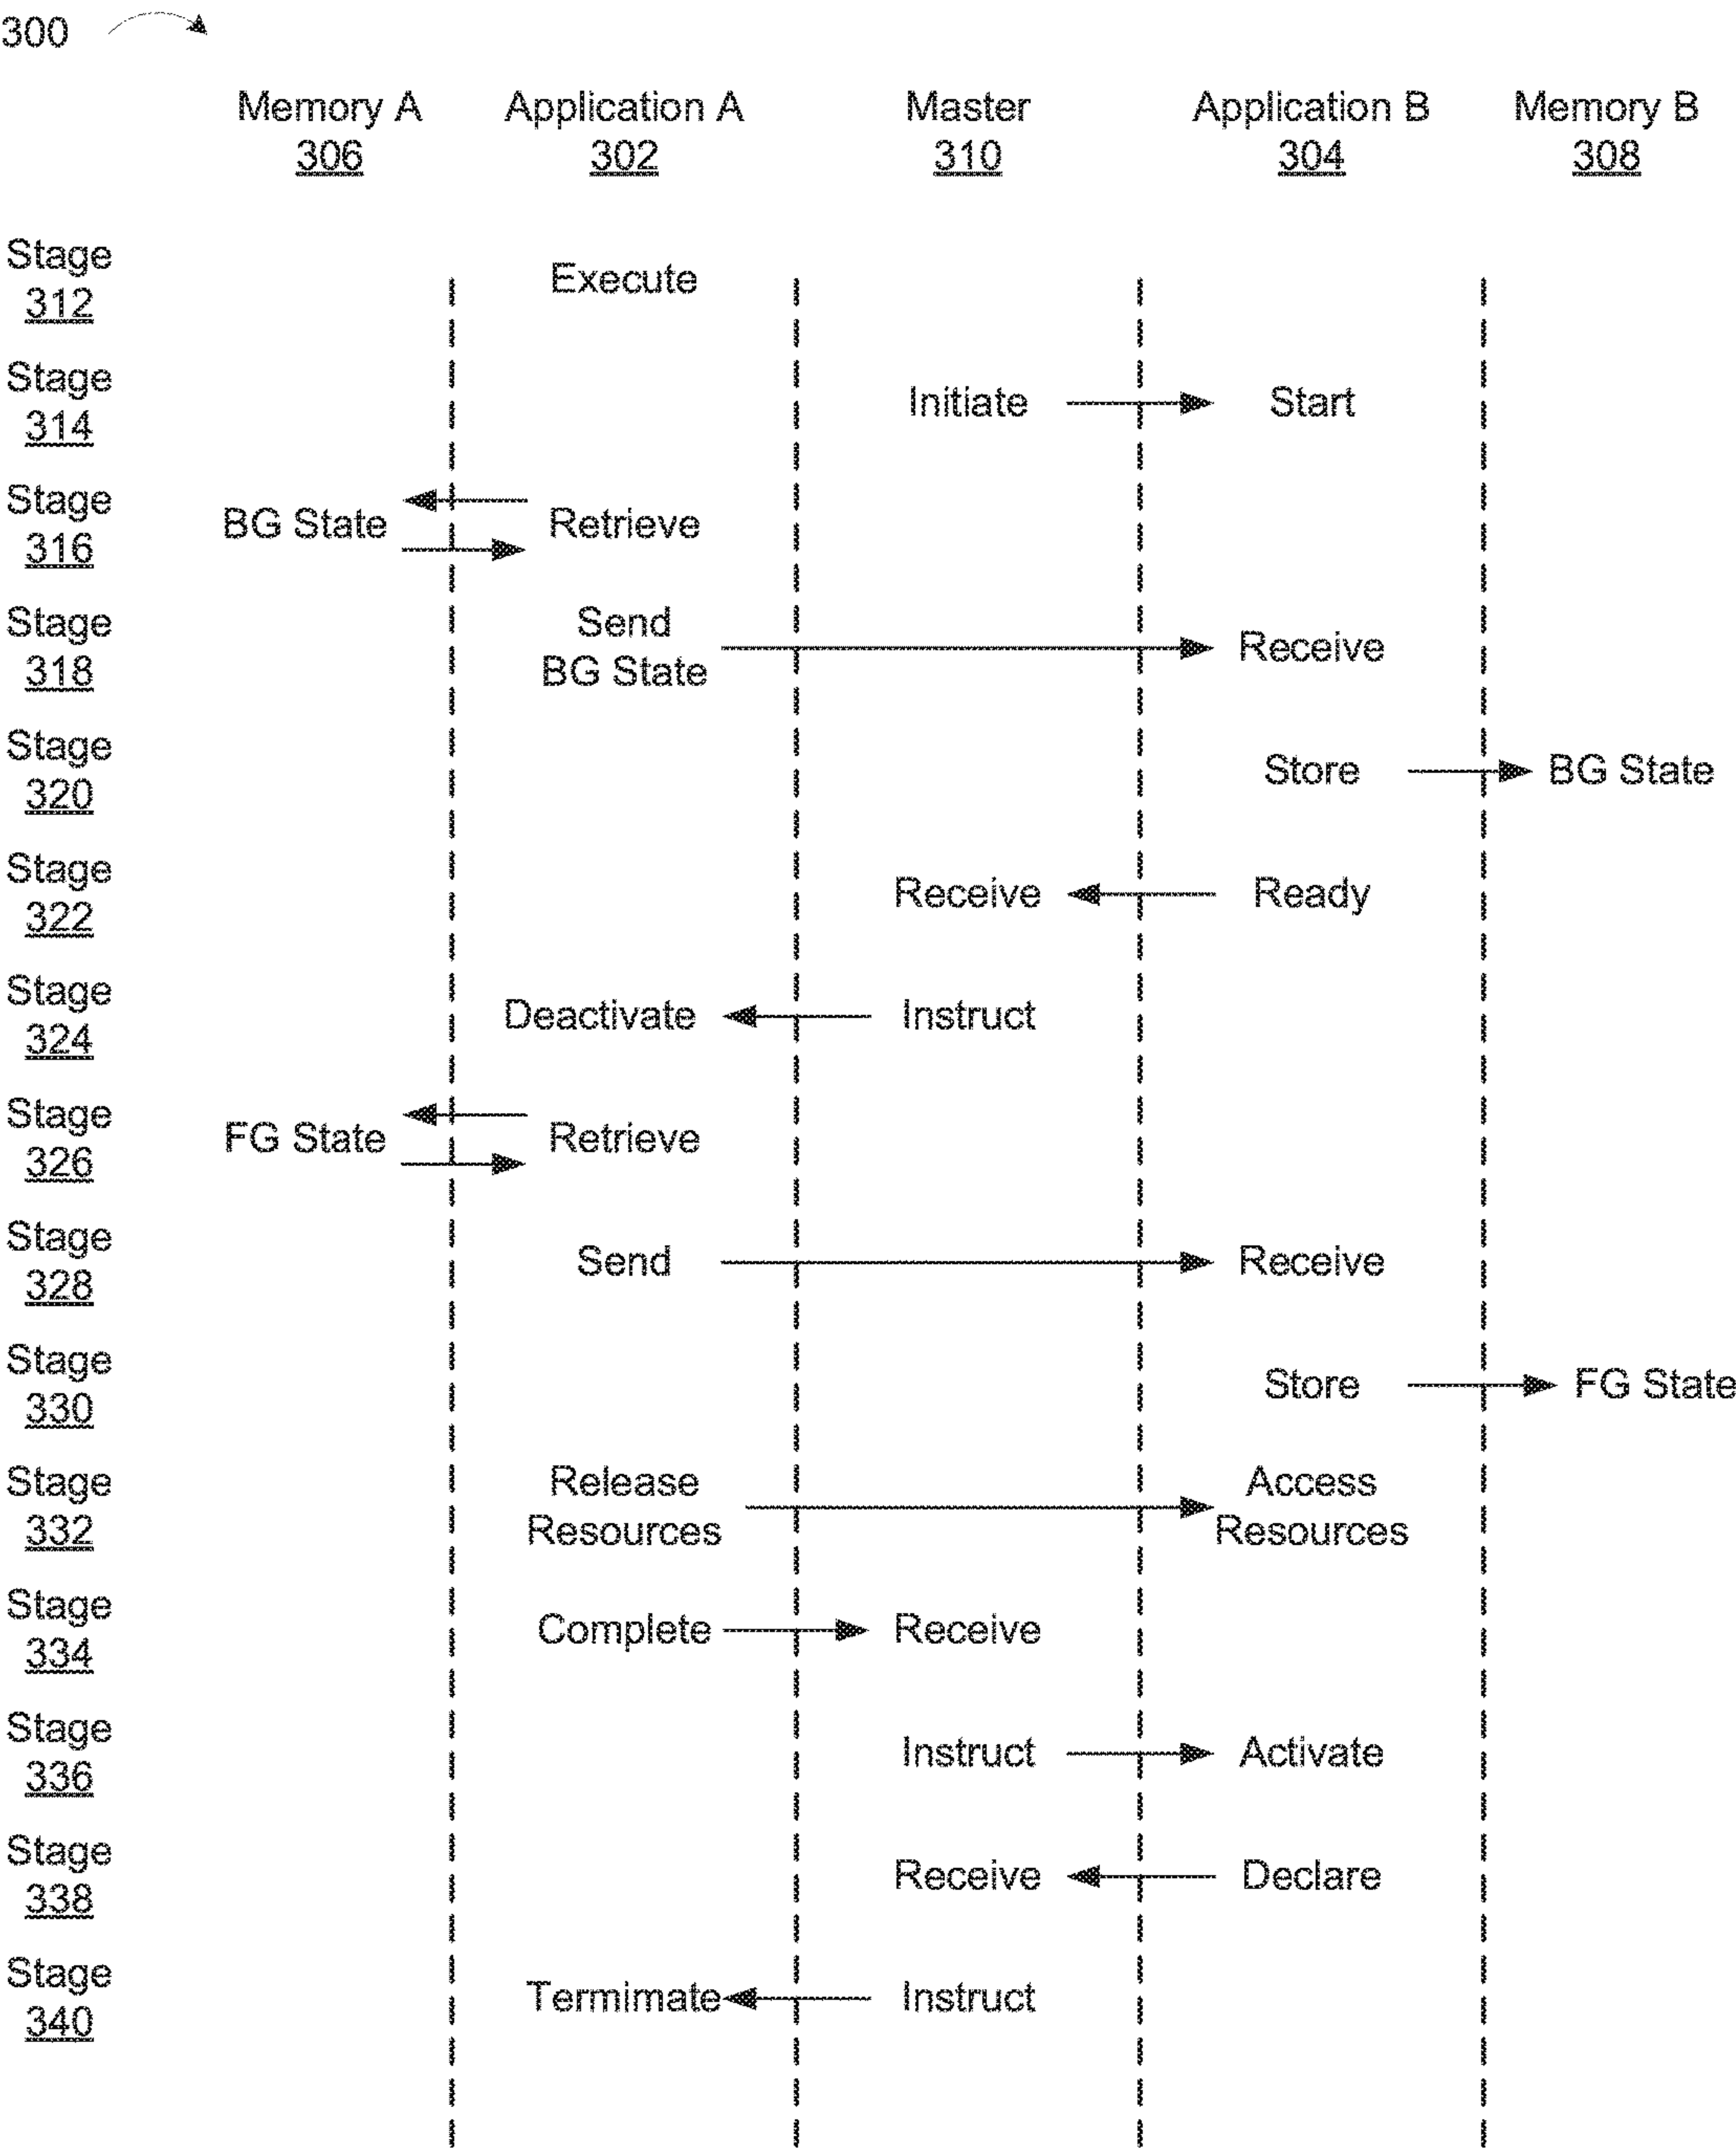 300
Memory A Application A Master Application B Memory B
306 302 310 304 308
Stage
312
Execute
Stage
314
Initiate Start
Stage
316
BG State Retrieve
Stage
318
Send
BG State
Receive
Stage
320
Store BG State
Stage
322
Receive Ready
Stage
324
Deactivate Instruct
Stage
326
FG State Retrieve
Stage
328
Send Receive
Stage
330
Store FG State
Stage
332
Release
Resources
Access
Resources
Stage
334
Complete Receive
Stage
336
Instruct Activate
Stage
338
Receive Declare
Stage
340
Termimate Instruct